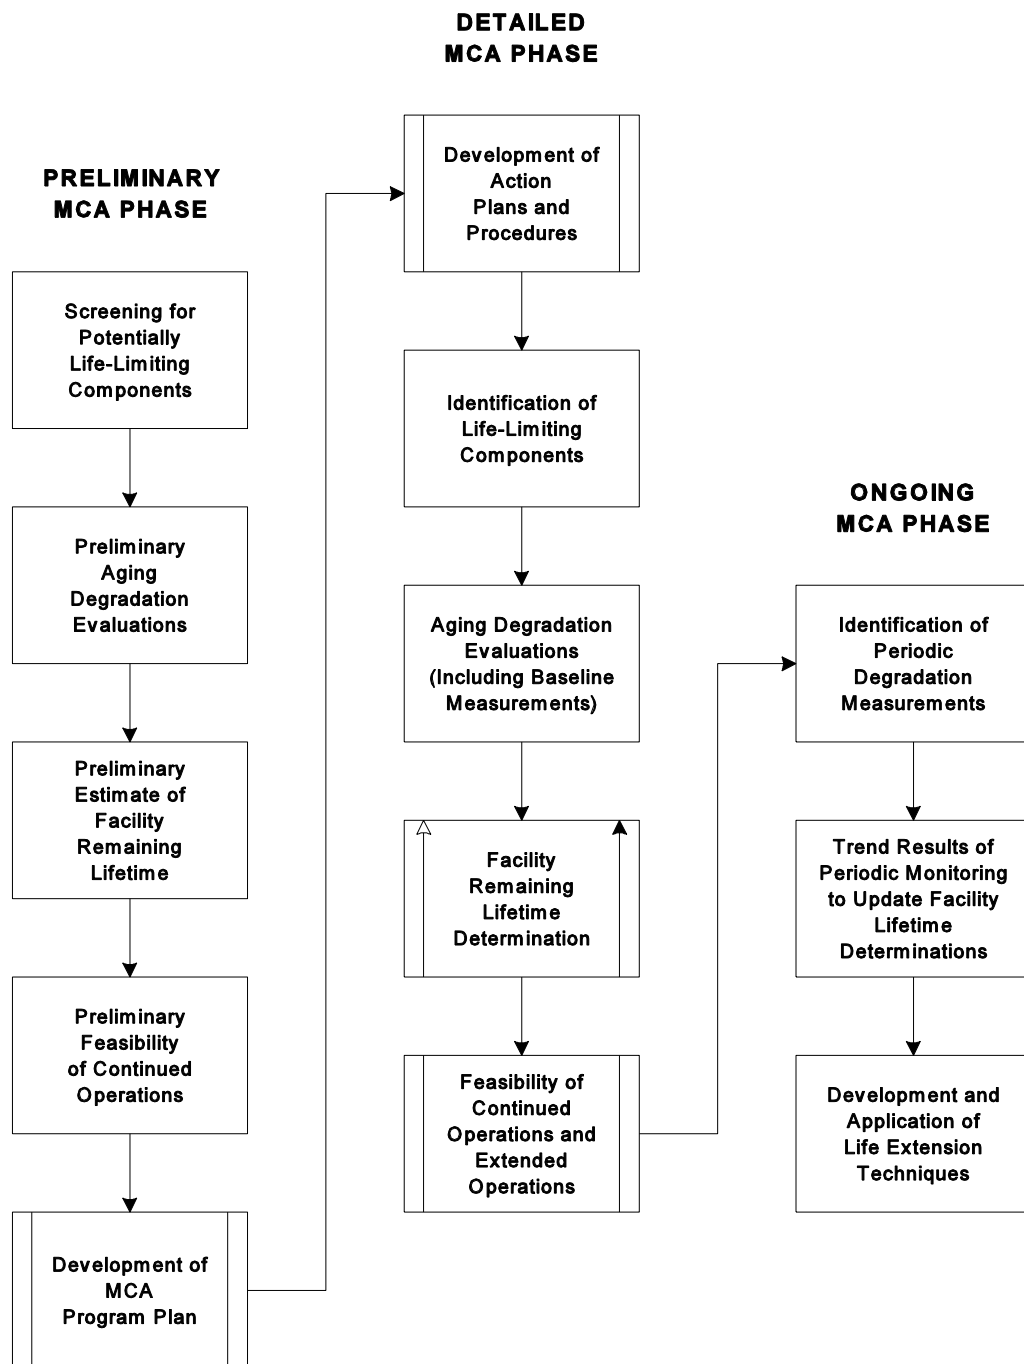 PRELIMINARY
MCA PHASE
Screening for
Potentially
Life-Limiting
Components
Preliminary
Aging
Degradation
Evaluations
Preliminary
Estimate of
Facility
Remaining
Lifetime
Preliminary
Feasibility
of Continued
Operations
Development of
MCA
Program Plan
DETAILED
MCA PHASE
Development of
Action
Plans and
Procedures
Identification of
Life-Limiting
Components
Aging Degradation
Evaluations
(Including Baseline
Measurements)
Facility
Remaining
Lifetime
Determination
Feasibility of
Continued
Operations and
Extended
Operations
ONGOING
MCA PHASE
Identification of
Periodic
Degradation
Measurements
Trend Results of
Periodic Monitoring
to Update Facility
Lifetime
Determinations
Development and
Application of
Life Extension
Techniques